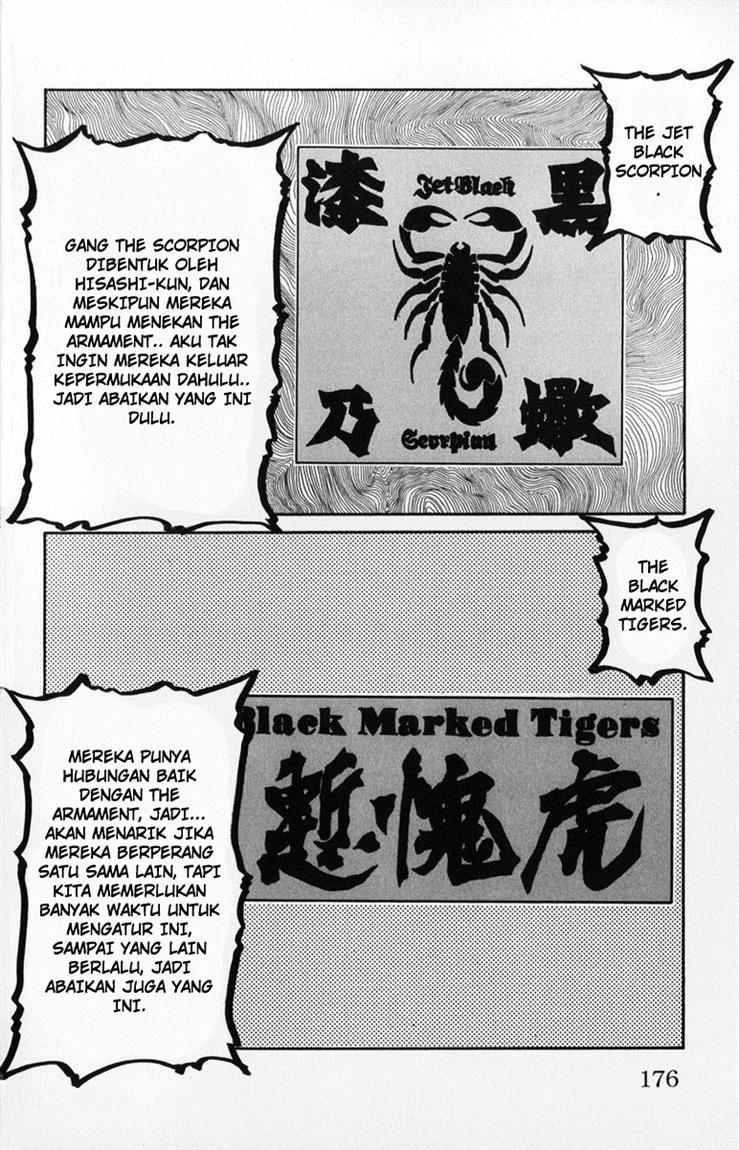 THE JET
BLACK
SCORPION
.
漆 黒
Jet Black
乃 蠍
Scorpion
GANG THE SCORPION
DIBENTUK OLEH
HISASHI-KUN, DAN
MESKIPUN MEREKA
MAMPU MENEKAN THE
ARMAMENT.. AKU TAK
INGIN MEREKA KELUAR
KEPERMUKAAN DAHULU..
JADI ABAIKAN YANG INI
DULU.
THE
BLACK
MARKED
TIGERS.
Black Marked Tigers
慙愧虎
MEREKA PUNYA
HUBUNGAN BAIK
DENGAN THE
ARMAMENT, JADI...
AKAN MENARIK JIKA
MEREKA BERPERANG
SATU SAMA LAIN, TAPI
KITA MEMERLUKAN
BANYAK WAKTU UNTUK
MENGATUR INI,
SAMPAI YANG LAIN
BERLALU, JADI
ABAIKAN JUGA YANG
INI.
176